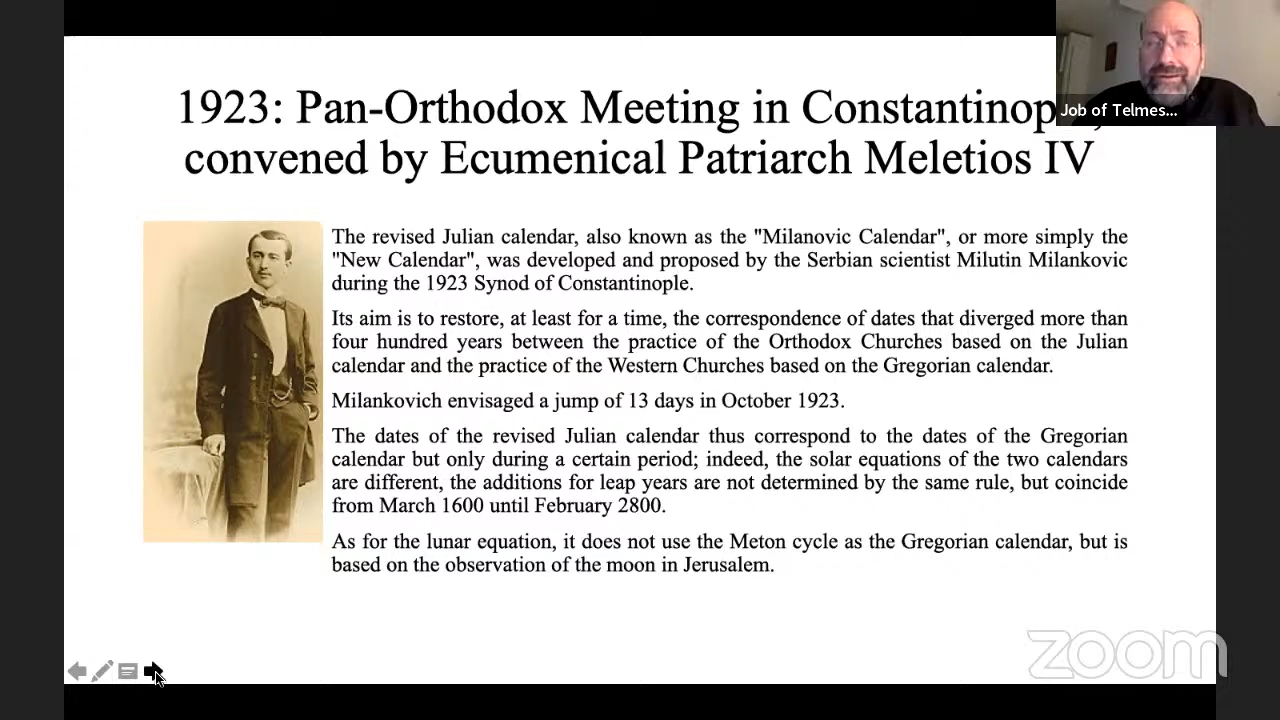 1923: Pan-Orthodox Meeting in Constantinop
convened by Ecumenical Patriarch Meletios IV
Job of Telmes...
The revised Julian calendar, also known as the "Milanovic Calendar", or more simply the
"New Calendar", was developed and proposed by the Serbian scientist Milutin Milankovic
during the 1923 Synod of Constantinople.
Its aim is to restore, at least for a time, the correspondence of dates that diverged more than
four hundred years between the practice of the Orthodox Churches based on the Julian
calendar and the practice of the Western Churches based on the Gregorian calendar.
Milankovich envisaged a jump of 13 days in October 1923.
The dates of the revised Julian calendar thus correspond to the dates of the Gregorian
calendar but only during a certain period; indeed, the solar equations of the two calendars
are different, the additions for leap years are not determined by the same rule, but coincide
from March 1600 until February 2800.
As for the lunar equation, it does not use the Meton cycle as the Gregorian calendar, but is
based on the observation of the moon in Jerusalem.
zoom